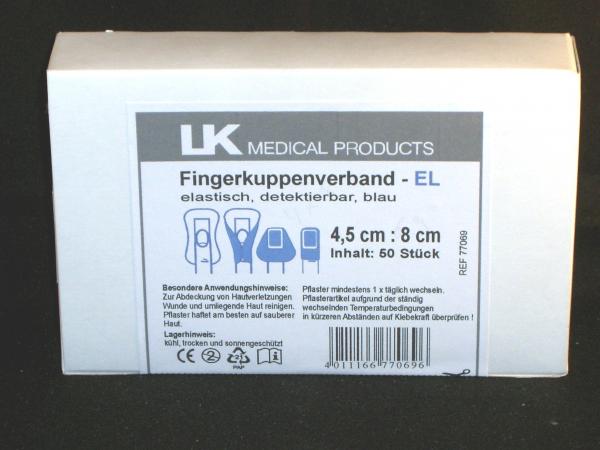 LK MEDICAL PRODUCTS
Fingerkuppenverband - EL
elastisch, detektierbar, blau
4,5 cm : 8 cm
Inhalt: 50 Stück
REF 77069
Besondere Anwendungshinweise:
Zur Abdeckung von Hautverletzungen
Wunde und umliegende Haut reinigen.
Pflaster haftet am besten auf sauberer
Haut.
Pflaster mindestens 1 x täglich wechseln.
Pflasterartikel aufgrund der ständig
wechselnden Temperaturbedingungen
in kürzeren Abständen auf Klebekraft überprüfen !
Lagerhinweis:
kühl, trocken und sonnengeschützt
CE
2
PAP
i
4 011166 770696